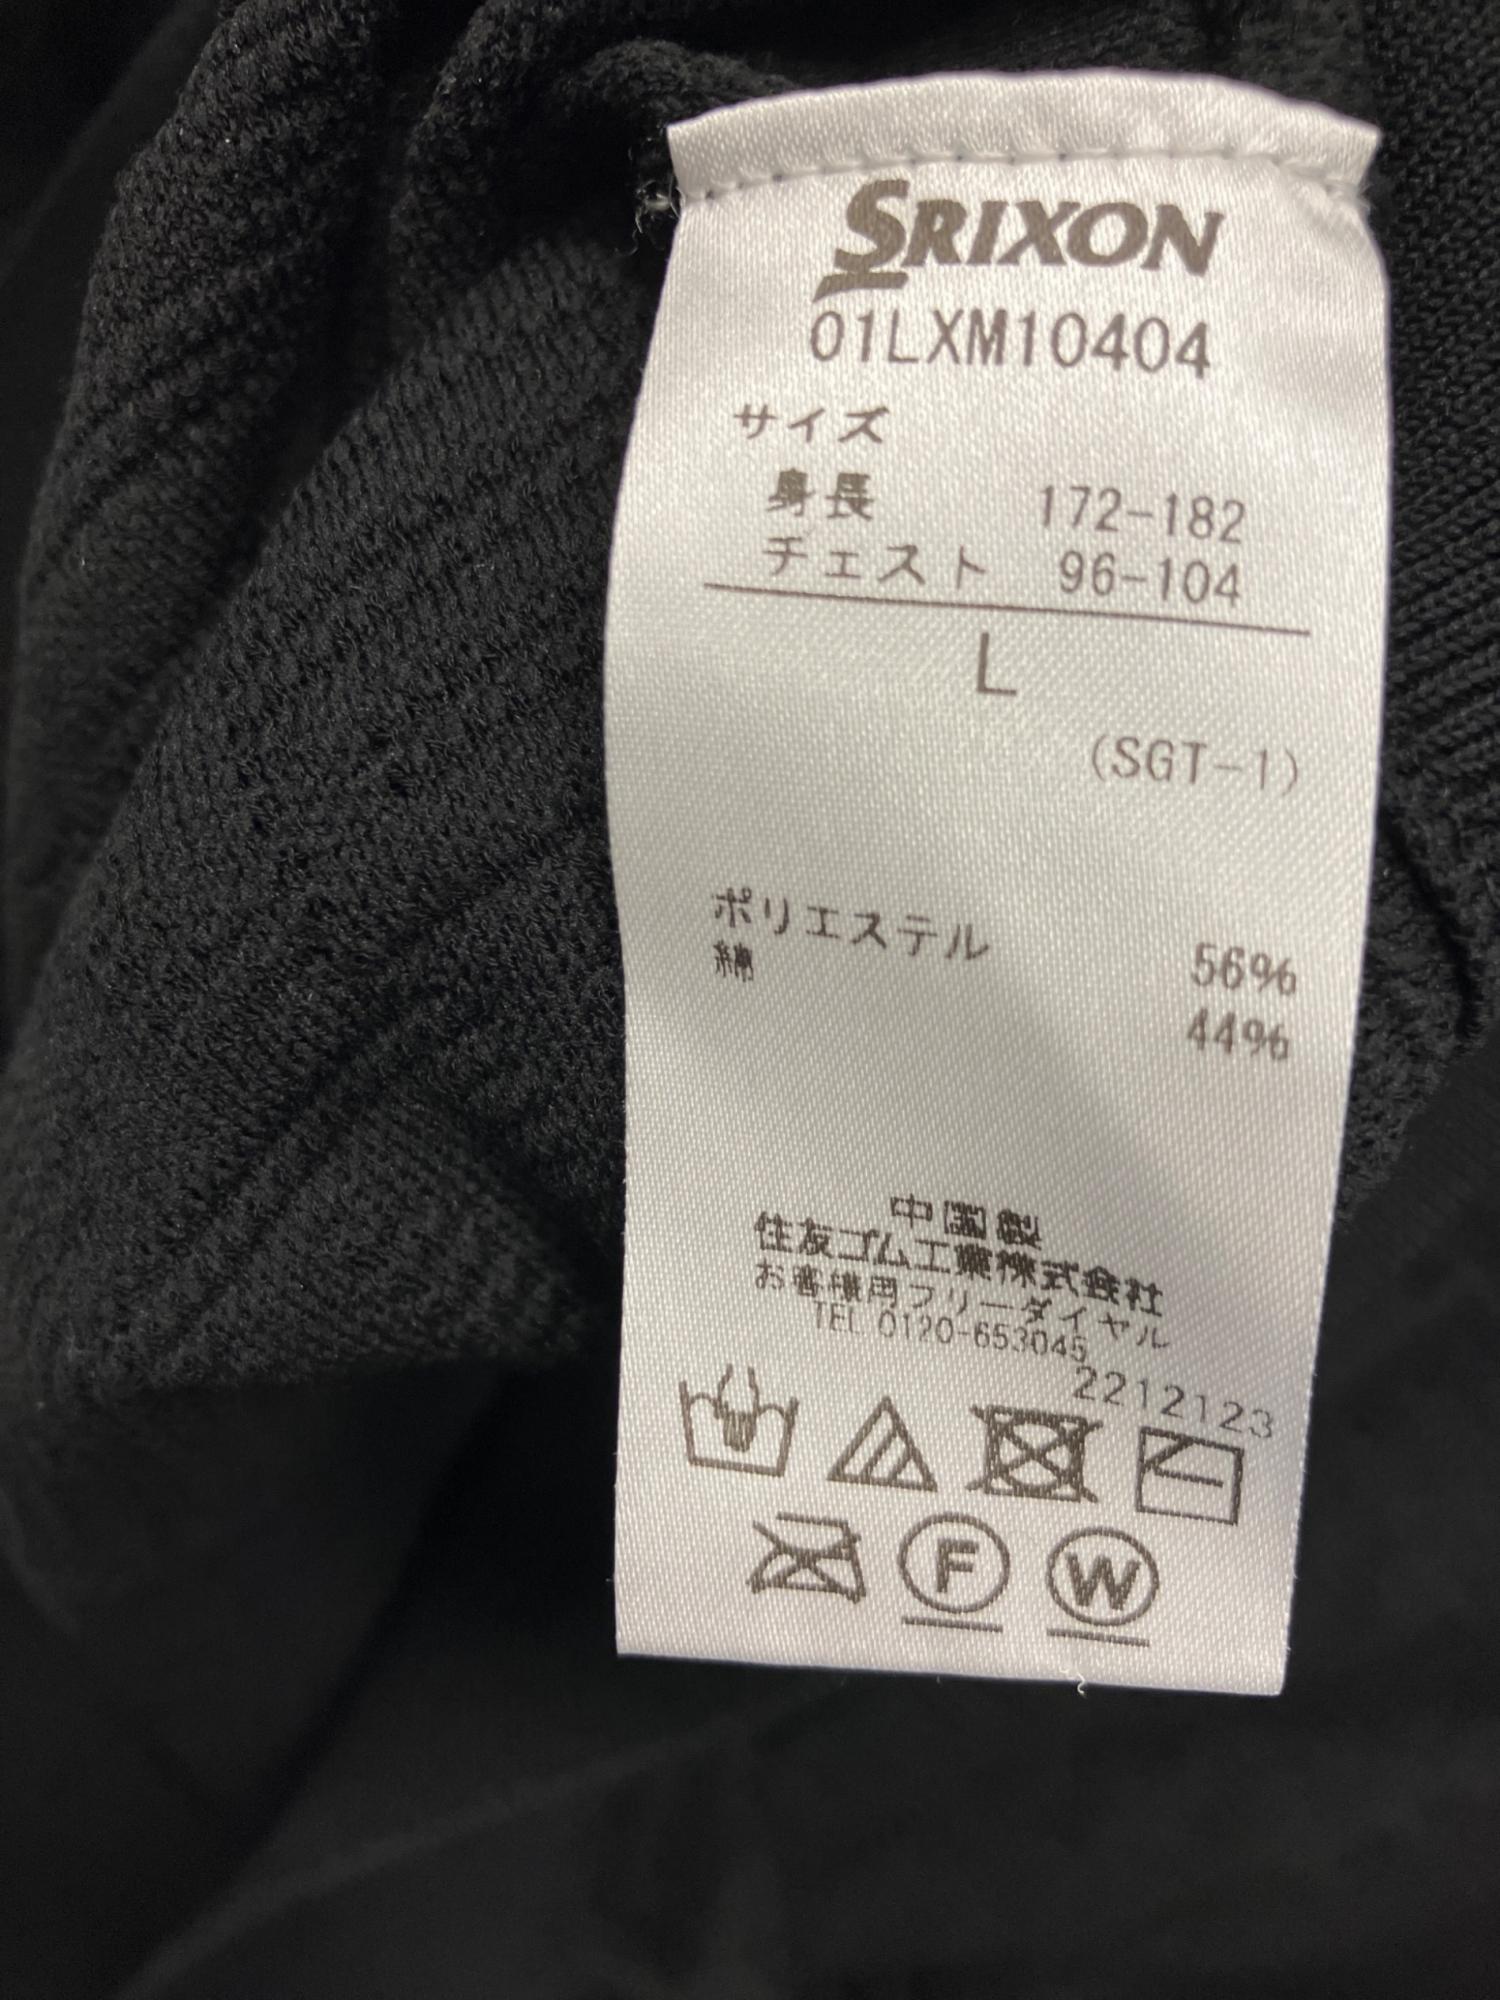 SRIXON
01LXM10404
サイズ
身長 172-182
チェスト 96-104
L
(SGT-1)
ポリエステル 56%
綿 44%
中国製
住友ゴム工業株式会社
お客様用フリーダイヤル
TEL 0120-653045
2212123
F W